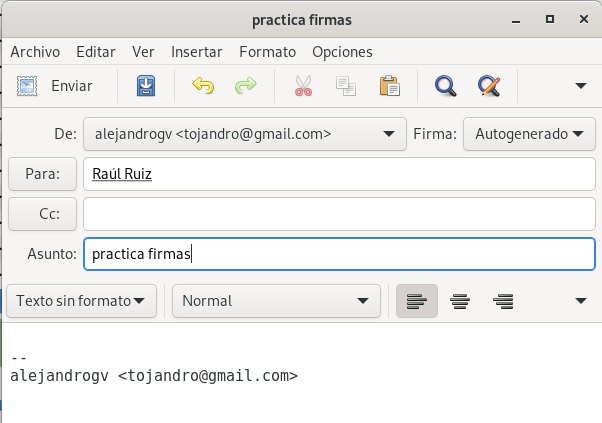 practica firmas
Archivo Editar Ver Insertar Formato Opciones
Enviar
De: alejandrogv <tojandro@gmail.com> Firma: Autogenerado
Para: Raúl Ruiz
Cc:
Asunto: practica firmas
Texto sin formato Normal
--
alejandrogv <tojandro@gmail.com>